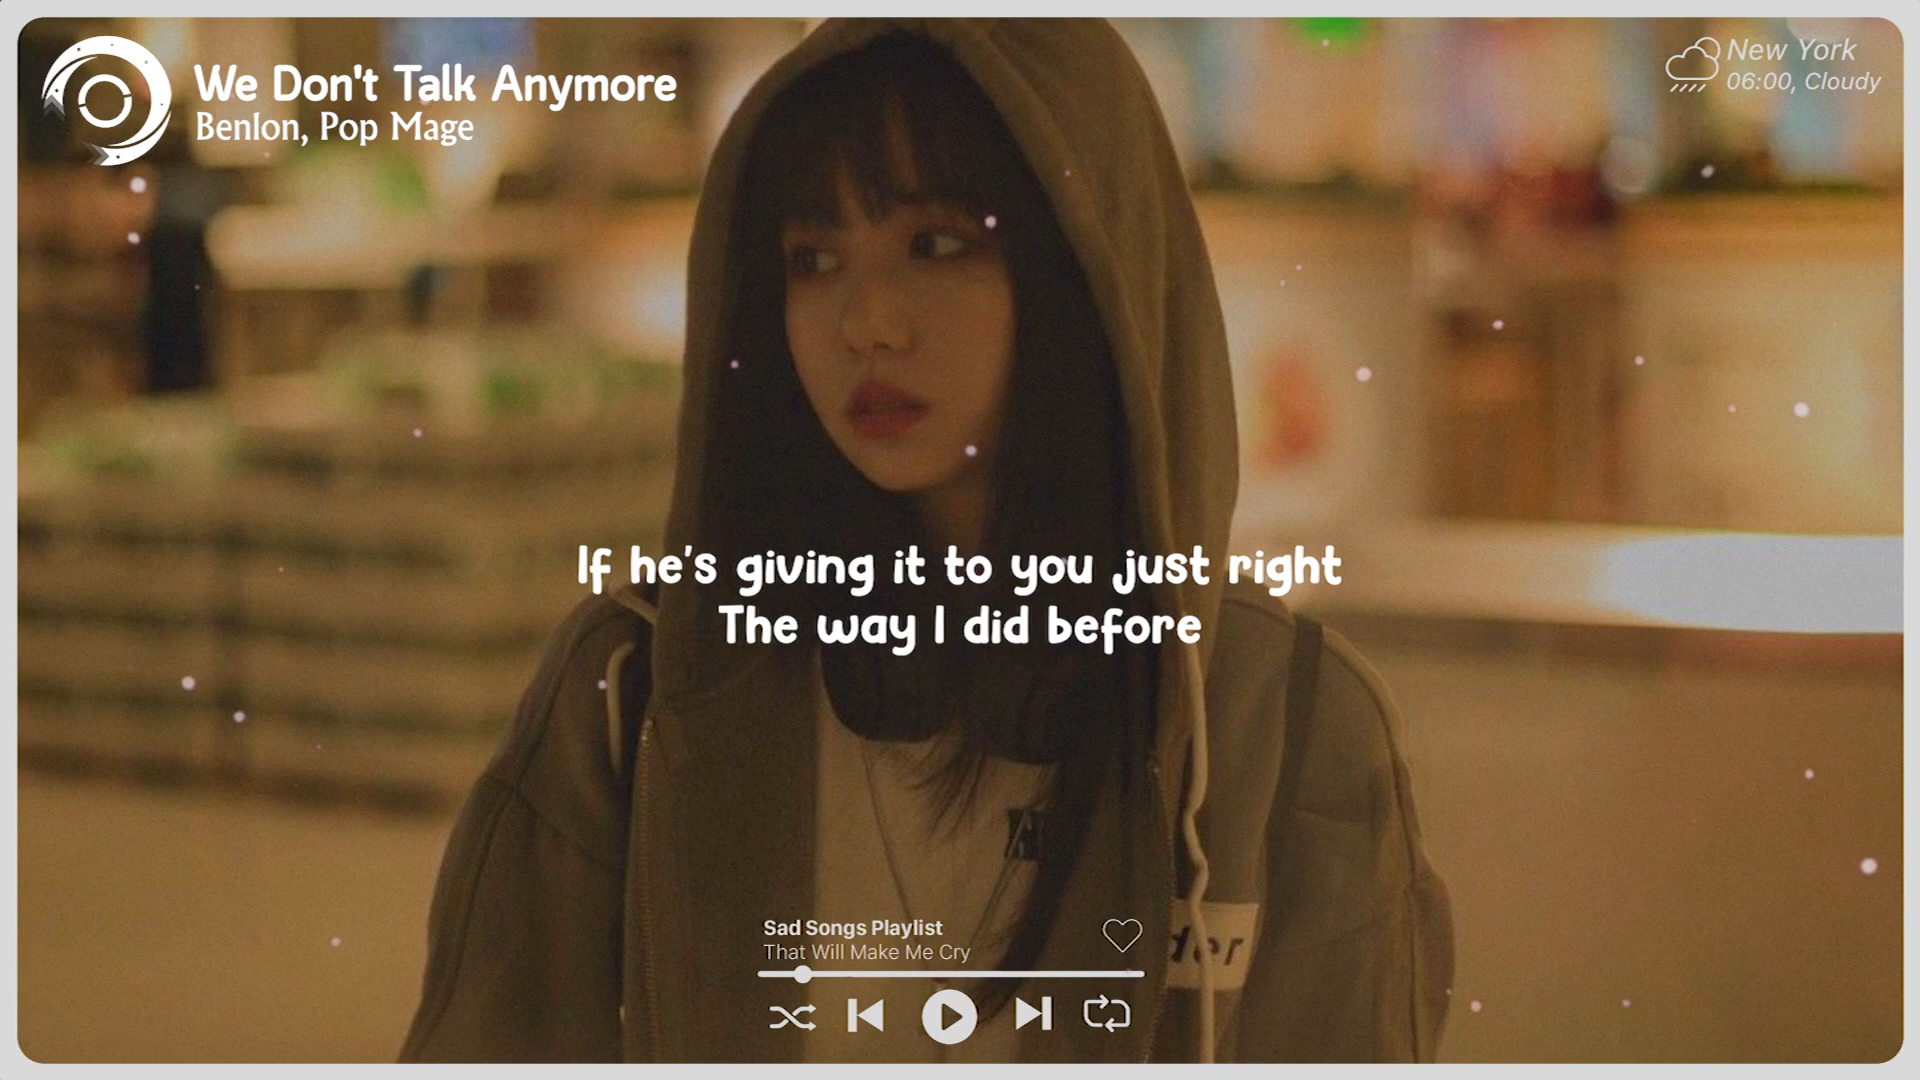 We Don't Talk Anymore
Benlon, Pop Mage
New York
06:00, Cloudy
If he's giving it to you just right
The way I did before
der
Sad Songs Playlist
That Will Make Me Cry